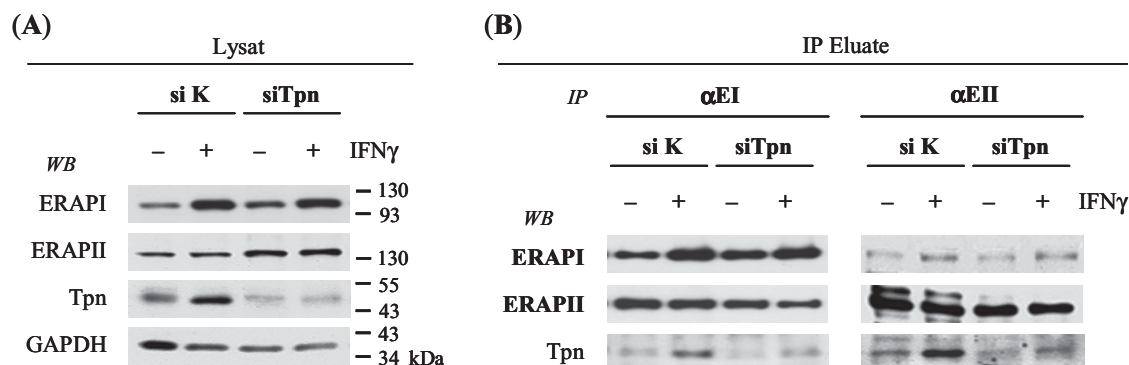 (A)
Lysat
si K siTpn
– + – + IFNγ
WB
ERAPI
130
93
ERAPII
130
Tpn
55
43
GAPDH
43
34 kDa
(B)
IP Eluate
IP αEI αEII
si K siTpn si K siTpn
– + – + – + – + IFNγ
WB
ERAPI
ERAPII
Tpn